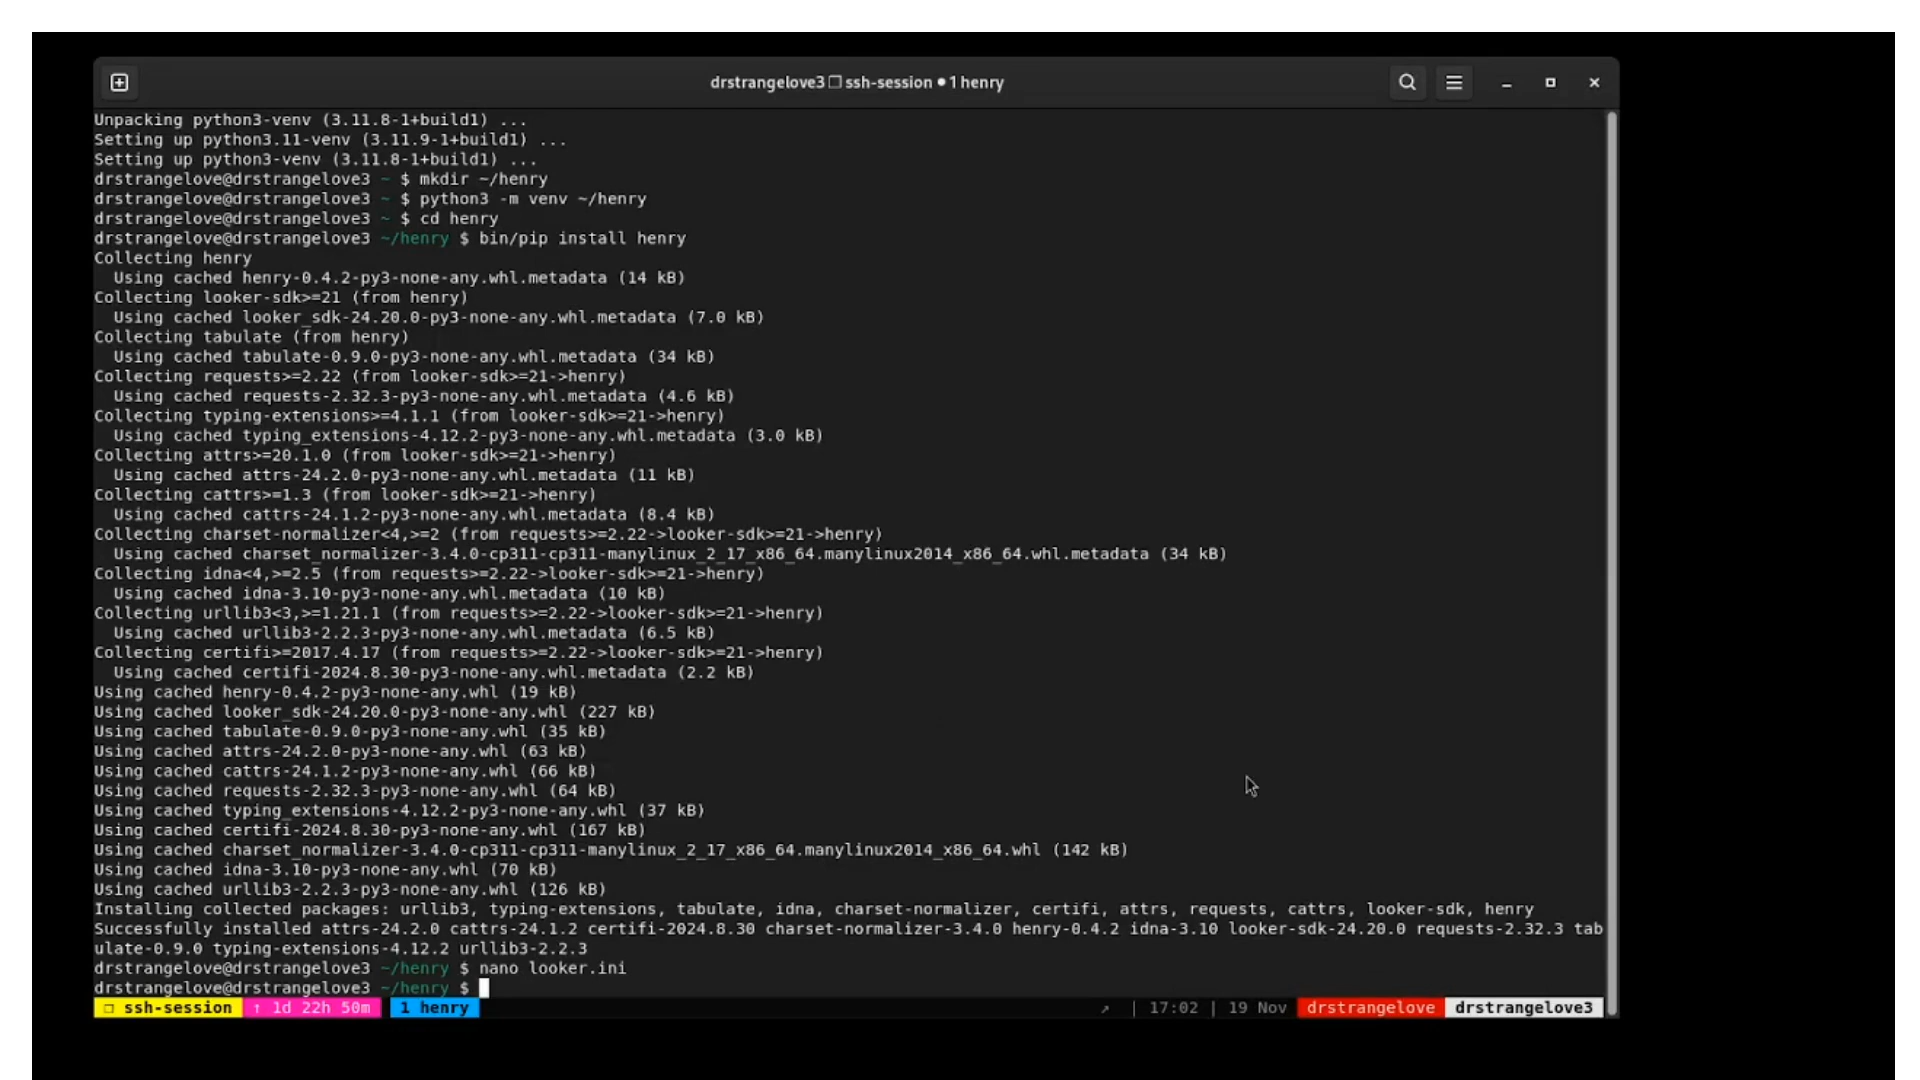 drstrangelove3 ❐ ssh-session ● 1 henry
Unpacking python3-venv (3.11.8-1+build1) ...
Setting up python3.11-venv (3.11.9-1+build1) ...
Setting up python3-venv (3.11.8-1+build1) ...
drstrangelove@drstrangelove3 ~ $ mkdir ~/henry
drstrangelove@drstrangelove3 ~ $ python3 -m venv ~/henry
drstrangelove@drstrangelove3 ~ $ cd henry
drstrangelove@drstrangelove3 ~/henry $ bin/pip install henry
Collecting henry
  Using cached henry-0.4.2-py3-none-any.whl.metadata (14 kB)
Collecting looker-sdk>=21 (from henry)
  Using cached looker_sdk-24.20.0-py3-none-any.whl.metadata (7.0 kB)
Collecting tabulate (from henry)
  Using cached tabulate-0.9.0-py3-none-any.whl.metadata (34 kB)
Collecting requests>=2.22 (from looker-sdk>=21->henry)
  Using cached requests-2.32.3-py3-none-any.whl.metadata (4.6 kB)
Collecting typing-extensions>=4.1.1 (from looker-sdk>=21->henry)
  Using cached typing_extensions-4.12.2-py3-none-any.whl.metadata (3.0 kB)
Collecting attrs>=20.1.0 (from looker-sdk>=21->henry)
  Using cached attrs-24.2.0-py3-none-any.whl.metadata (11 kB)
Collecting cattrs>=1.3 (from looker-sdk>=21->henry)
  Using cached cattrs-24.1.2-py3-none-any.whl.metadata (8.4 kB)
Collecting charset-normalizer<4,>=2 (from requests>=2.22->looker-sdk>=21->henry)
  Using cached charset_normalizer-3.4.0-cp311-cp311-manylinux_2_17_x86_64.manylinux2014_x86_64.whl.metadata (34 kB)
Collecting idna<4,>=2.5 (from requests>=2.22->looker-sdk>=21->henry)
  Using cached idna-3.10-py3-none-any.whl.metadata (10 kB)
Collecting urllib3<3,>=1.21.1 (from requests>=2.22->looker-sdk>=21->henry)
  Using cached urllib3-2.2.3-py3-none-any.whl.metadata (6.5 kB)
Collecting certifi>=2017.4.17 (from requests>=2.22->looker-sdk>=21->henry)
  Using cached certifi-2024.8.30-py3-none-any.whl.metadata (2.2 kB)
Using cached henry-0.4.2-py3-none-any.whl (19 kB)
Using cached looker_sdk-24.20.0-py3-none-any.whl (227 kB)
Using cached tabulate-0.9.0-py3-none-any.whl (35 kB)
Using cached attrs-24.2.0-py3-none-any.whl (63 kB)
Using cached cattrs-24.1.2-py3-none-any.whl (66 kB)
Using cached requests-2.32.3-py3-none-any.whl (64 kB)
Using cached typing_extensions-4.12.2-py3-none-any.whl (37 kB)
Using cached certifi-2024.8.30-py3-none-any.whl (167 kB)
Using cached charset_normalizer-3.4.0-cp311-cp311-manylinux_2_17_x86_64.manylinux2014_x86_64.whl (142 kB)
Using cached idna-3.10-py3-none-any.whl (70 kB)
Using cached urllib3-2.2.3-py3-none-any.whl (126 kB)
Installing collected packages: urllib3, typing-extensions, tabulate, idna, charset-normalizer, certifi, attrs, requests, cattrs, looker-sdk, henry
Successfully installed attrs-24.2.0 cattrs-24.1.2 certifi-2024.8.30 charset-normalizer-3.4.0 henry-0.4.2 idna-3.10 looker-sdk-24.20.0 requests-2.32.3 tab
ulate-0.9.0 typing-extensions-4.12.2 urllib3-2.2.3
drstrangelove@drstrangelove3 ~/henry $ nano looker.ini
drstrangelove@drstrangelove3 ~/henry $
❐ ssh-session ↑ 1d 22h 50m 1 henry ↗ | 17:02 | 19 Nov drstrangelove drstrangelove3